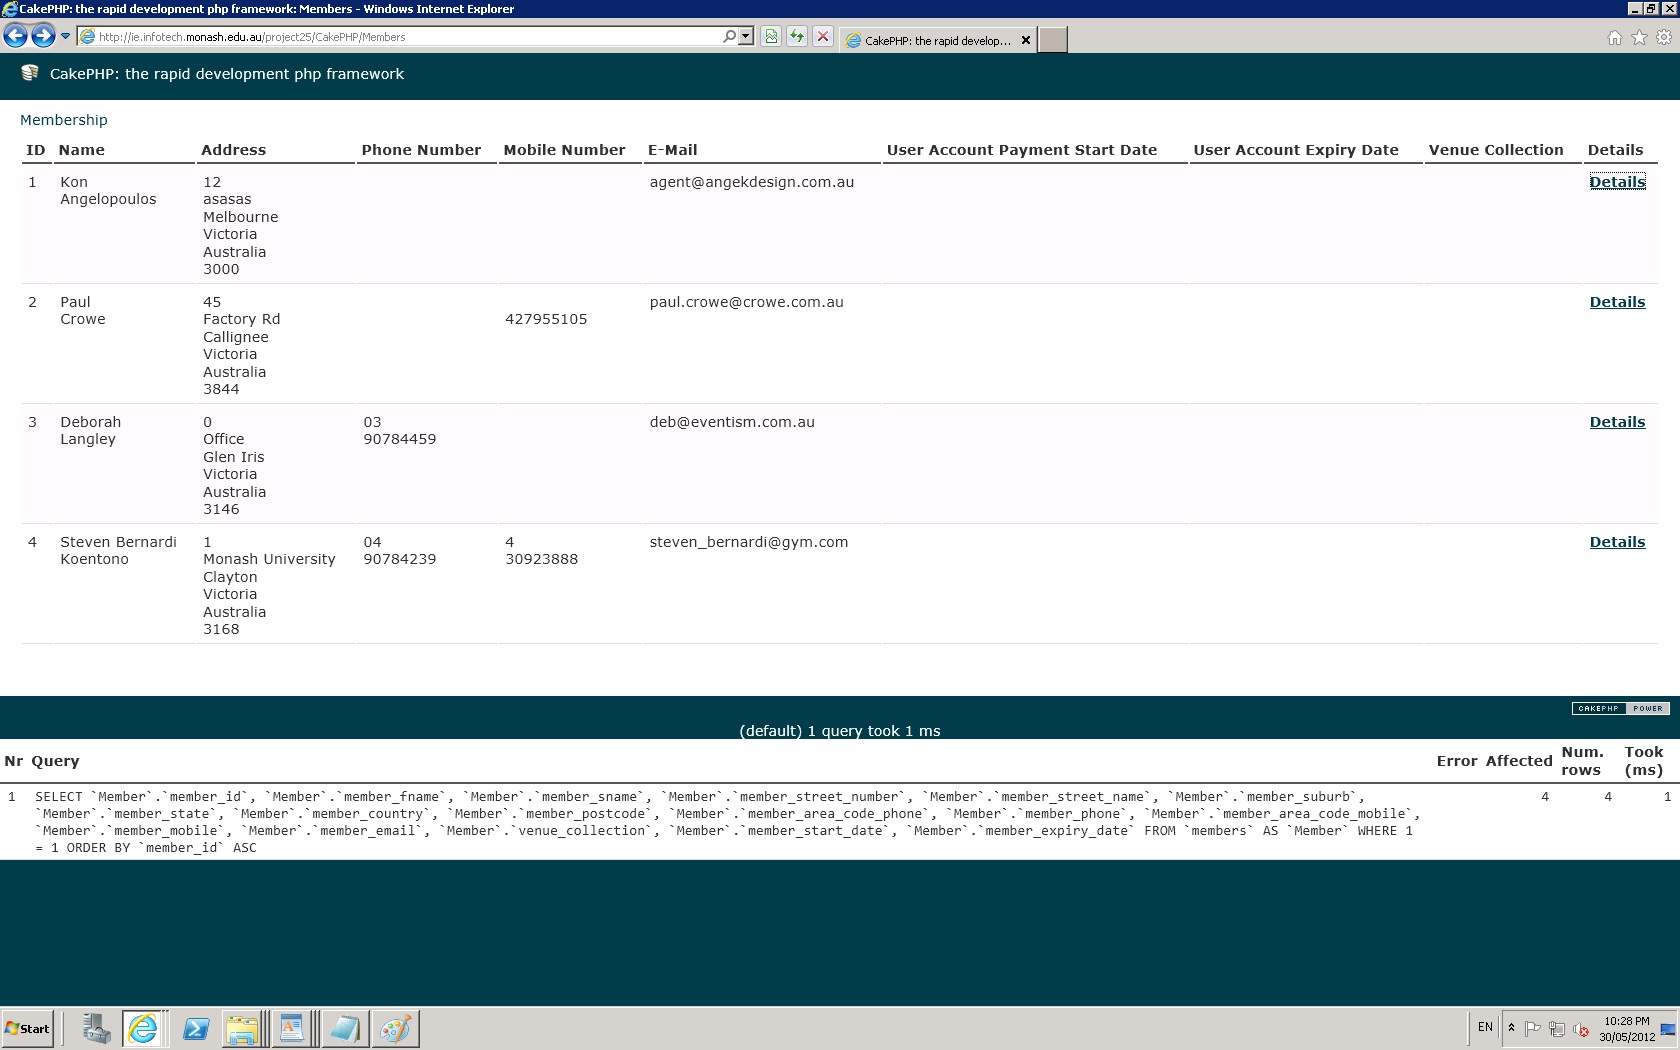 CakePHP: the rapid development php framework: Members - Windows Internet Explorer
http://ie.infotech.monash.edu.au/project25/CakePHP/Members
CakePHP: the rapid develop...
CakePHP: the rapid development php framework
Membership
ID Name Address Phone Number Mobile Number E-Mail User Account Payment Start Date User Account Expiry Date Venue Collection Details
1 Kon 12 agent@angekdesign.com.au Details
Angelopoulos asasas
Melbourne
Victoria
Australia
3000
2 Paul 45 paul.crowe@crowe.com.au Details
Crowe Factory Rd 427955105
Callignee
Victoria
Australia
3844
3 Deborah 0 03 deb@eventism.com.au Details
Langley Office 90784459
Glen Iris
Victoria
Australia
3146
4 Steven Bernardi 1 04 4 steven_bernardi@gym.com Details
Koentono Monash University 90784239 30923888
Clayton
Victoria
Australia
3168
CAKEPHP POWER
(default) 1 query took 1 ms
Nr Query Error Affected Num. rows Took (ms)
1 SELECT `Member`.`member_id`, `Member`.`member_fname`, `Member`.`member_sname`, `Member`.`member_street_number`, `Member`.`member_street_name`, `Member`.`member_suburb`, 4 4 1
`Member`.`member_state`, `Member`.`member_country`, `Member`.`member_postcode`, `Member`.`member_area_code_phone`, `Member`.`member_phone`, `Member`.`member_area_code_mobile`,
`Member`.`member_mobile`, `Member`.`member_email`, `Member`.`venue_collection`, `Member`.`member_start_date`, `Member`.`member_expiry_date` FROM `members` AS `Member` WHERE 1
= 1 ORDER BY `member_id` ASC
Start EN 10:28 PM
30/05/2012